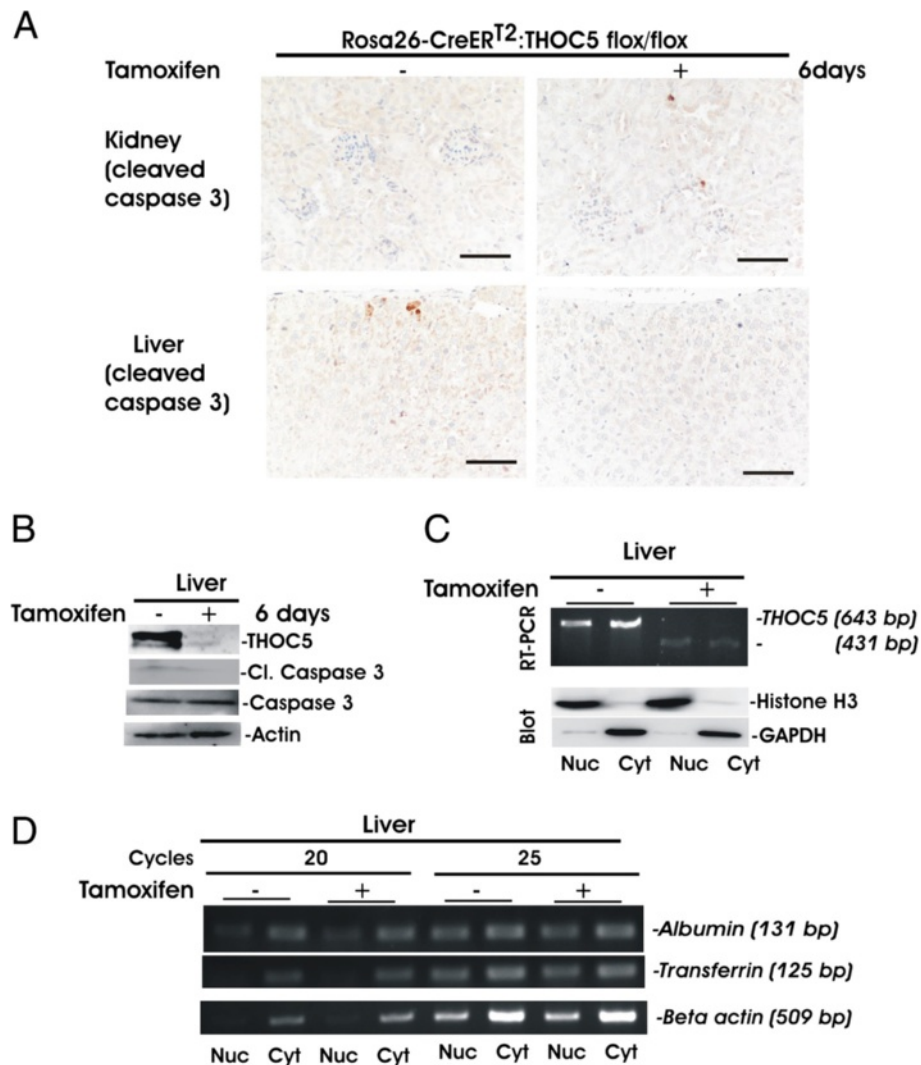 A
Rosa26-CreERT2:THOC5 flox/flox
Tamoxifen - + 6days
Kidney
(cleaved
caspase 3)
Liver
(cleaved
caspase 3)
B
Liver
Tamoxifen - + 6 days
-THOC5
-Cl. Caspase 3
-Caspase 3
-Actin
C
Liver
Tamoxifen - +
RT-PCR
-THOC5 (643 bp)
- (431 bp)
Blot
-Histone H3
-GAPDH
Nuc Cyt Nuc Cyt
D
Liver
Cycles 20 25
Tamoxifen - + - +
-Albumin (131 bp)
-Transferrin (125 bp)
-Beta actin (509 bp)
Nuc Cyt Nuc Cyt Nuc Cyt Nuc Cyt